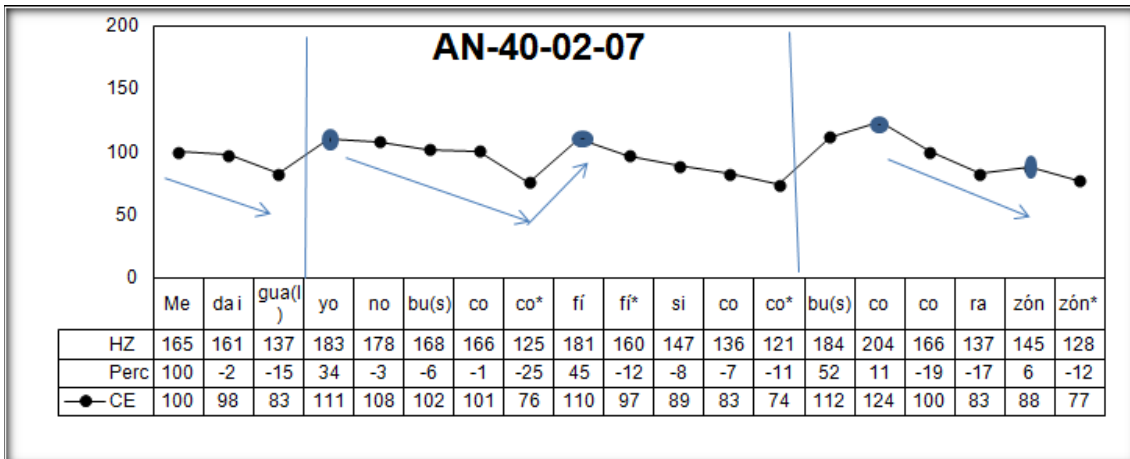 200
AN-40-02-07
150
100
50
0
Me da i gua(l) yo no bu(s) co co* fí fí* si co co* bu(s) co co ra zón zón*
HZ 165 161 137 183 178 168 166 125 181 160 147 136 121 184 204 166 137 145 128
Perc 100 -2 -15 34 -3 -6 -1 -25 45 -12 -8 -7 -11 52 11 -19 -17 6 -12
CE 100 98 83 111 108 102 101 76 110 97 89 83 74 112 124 100 83 88 77